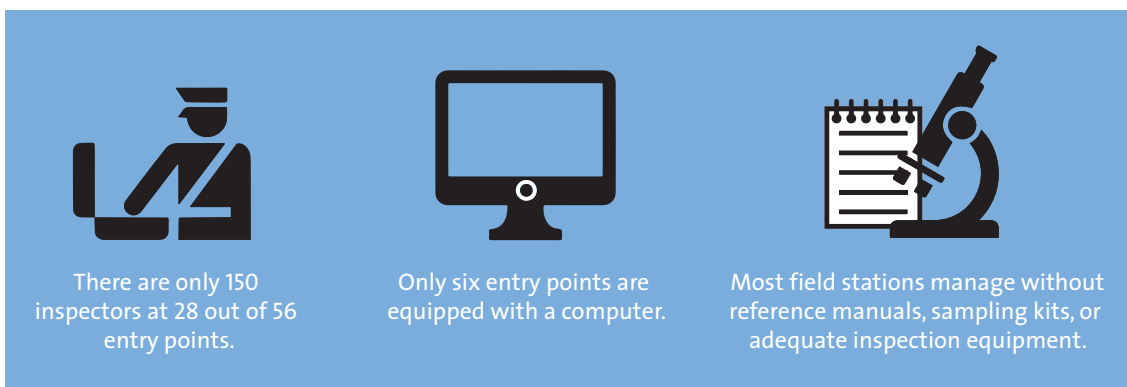 There are only 150
inspectors at 28 out of 56
entry points.
Only six entry points are
equipped with a computer.
Most field stations manage without
reference manuals, sampling kits, or
adequate inspection equipment.